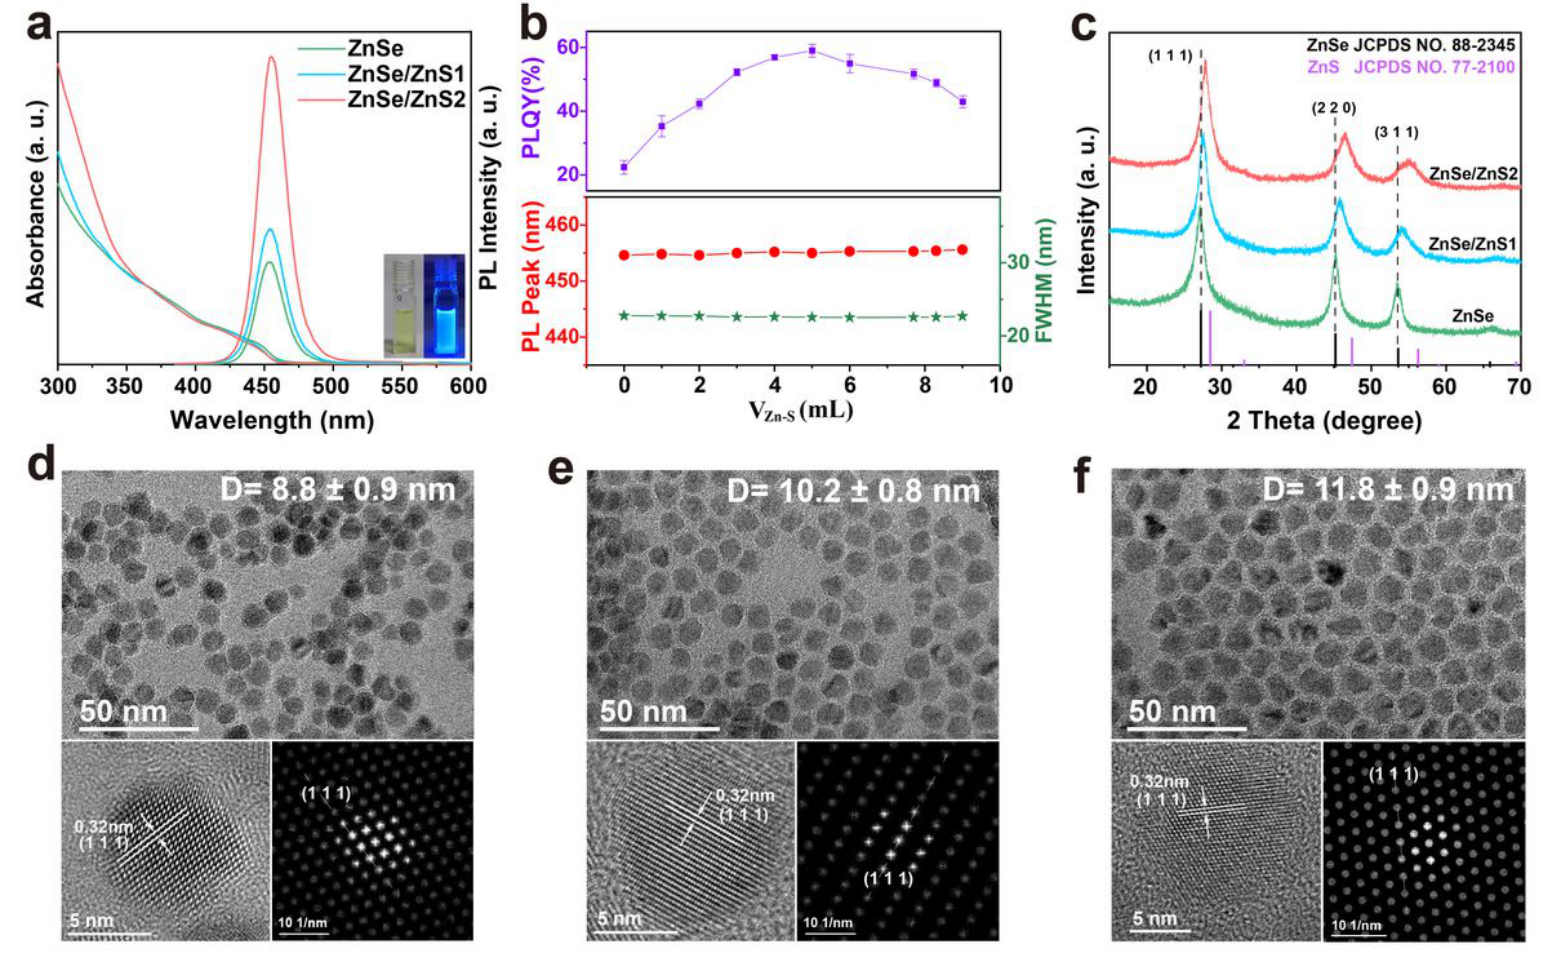 a
ZnSe
ZnSe/ZnS1
ZnSe/ZnS2
Absorbance (a. u.)
PL Intensity (a. u.)
300 350 400 450 500 550 600
Wavelength (nm)
b
60
40
20
PLQY(%)
460
450
440
PL Peak (nm)
30
20
FWHM (nm)
0 2 4 6 8 10
V Zn-S (mL)
c
ZnSe JCPDS NO. 88-2345
ZnS JCPDS NO. 77-2100
(1 1 1)
(2 2 0)
(3 1 1)
ZnSe/ZnS2
ZnSe/ZnS1
ZnSe
Intensity (a. u.)
20 30 40 50 60 70
2 Theta (degree)
d
D= 8.8 ± 0.9 nm
50 nm
0.32nm
(1 1 1)
5 nm
(1 1 1)
10 1/nm
e
D= 10.2 ± 0.8 nm
50 nm
0.32nm
(1 1 1)
5 nm
(1 1 1)
10 1/nm
f
D= 11.8 ± 0.9 nm
50 nm
0.32nm
(1 1 1)
5 nm
(1 1 1)
10 1/nm